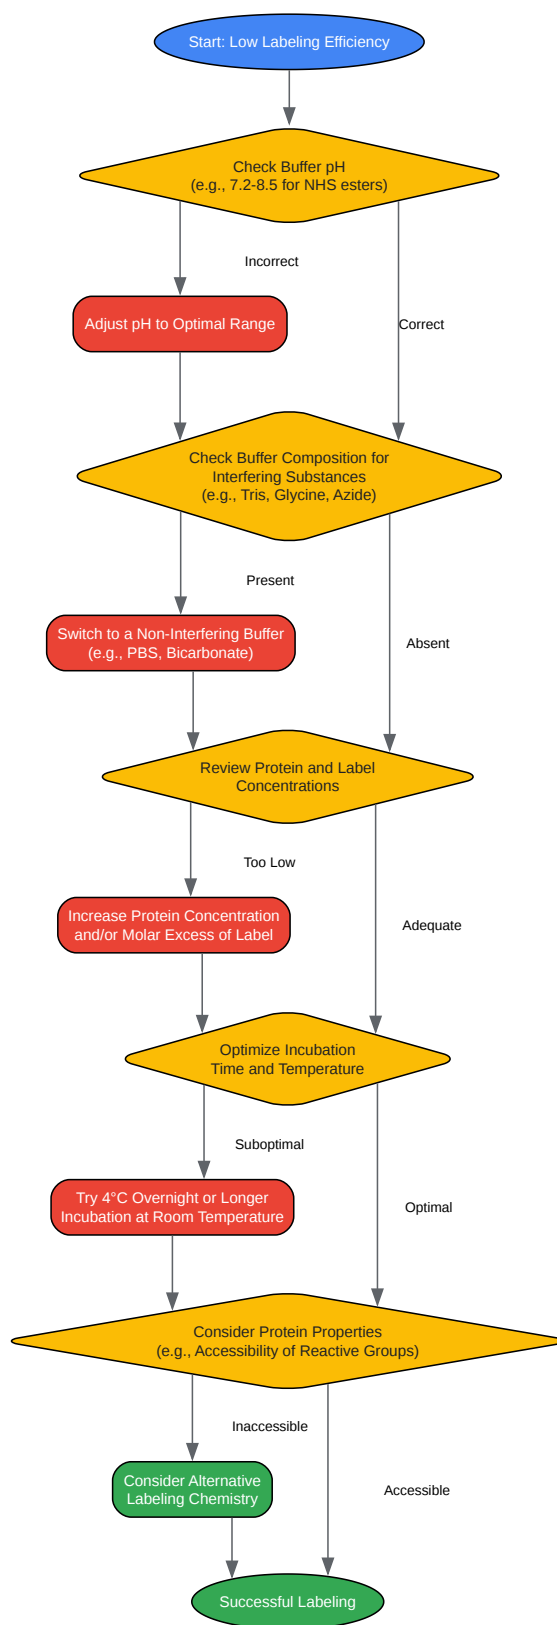 Start: Low Labeling Efficiency
Check Buffer pH
(e.g., 7.2-8.5 for NHS esters)
Incorrect
Adjust pH to Optimal Range
Correct
Check Buffer Composition for
Interfering Substances
(e.g., Tris, Glycine, Azide)
Present
Switch to a Non-Interfering Buffer
(e.g., PBS, Bicarbonate)
Absent
Review Protein and Label
Concentrations
Too Low
Increase Protein Concentration
and/or Molar Excess of Label
Adequate
Optimize Incubation
Time and Temperature
Suboptimal
Try 4°C Overnight or Longer
Incubation at Room Temperature
Optimal
Consider Protein Properties
(e.g., Accessibility of Reactive Groups)
Inaccessible
Consider Alternative
Labeling Chemistry
Accessible
Successful Labeling